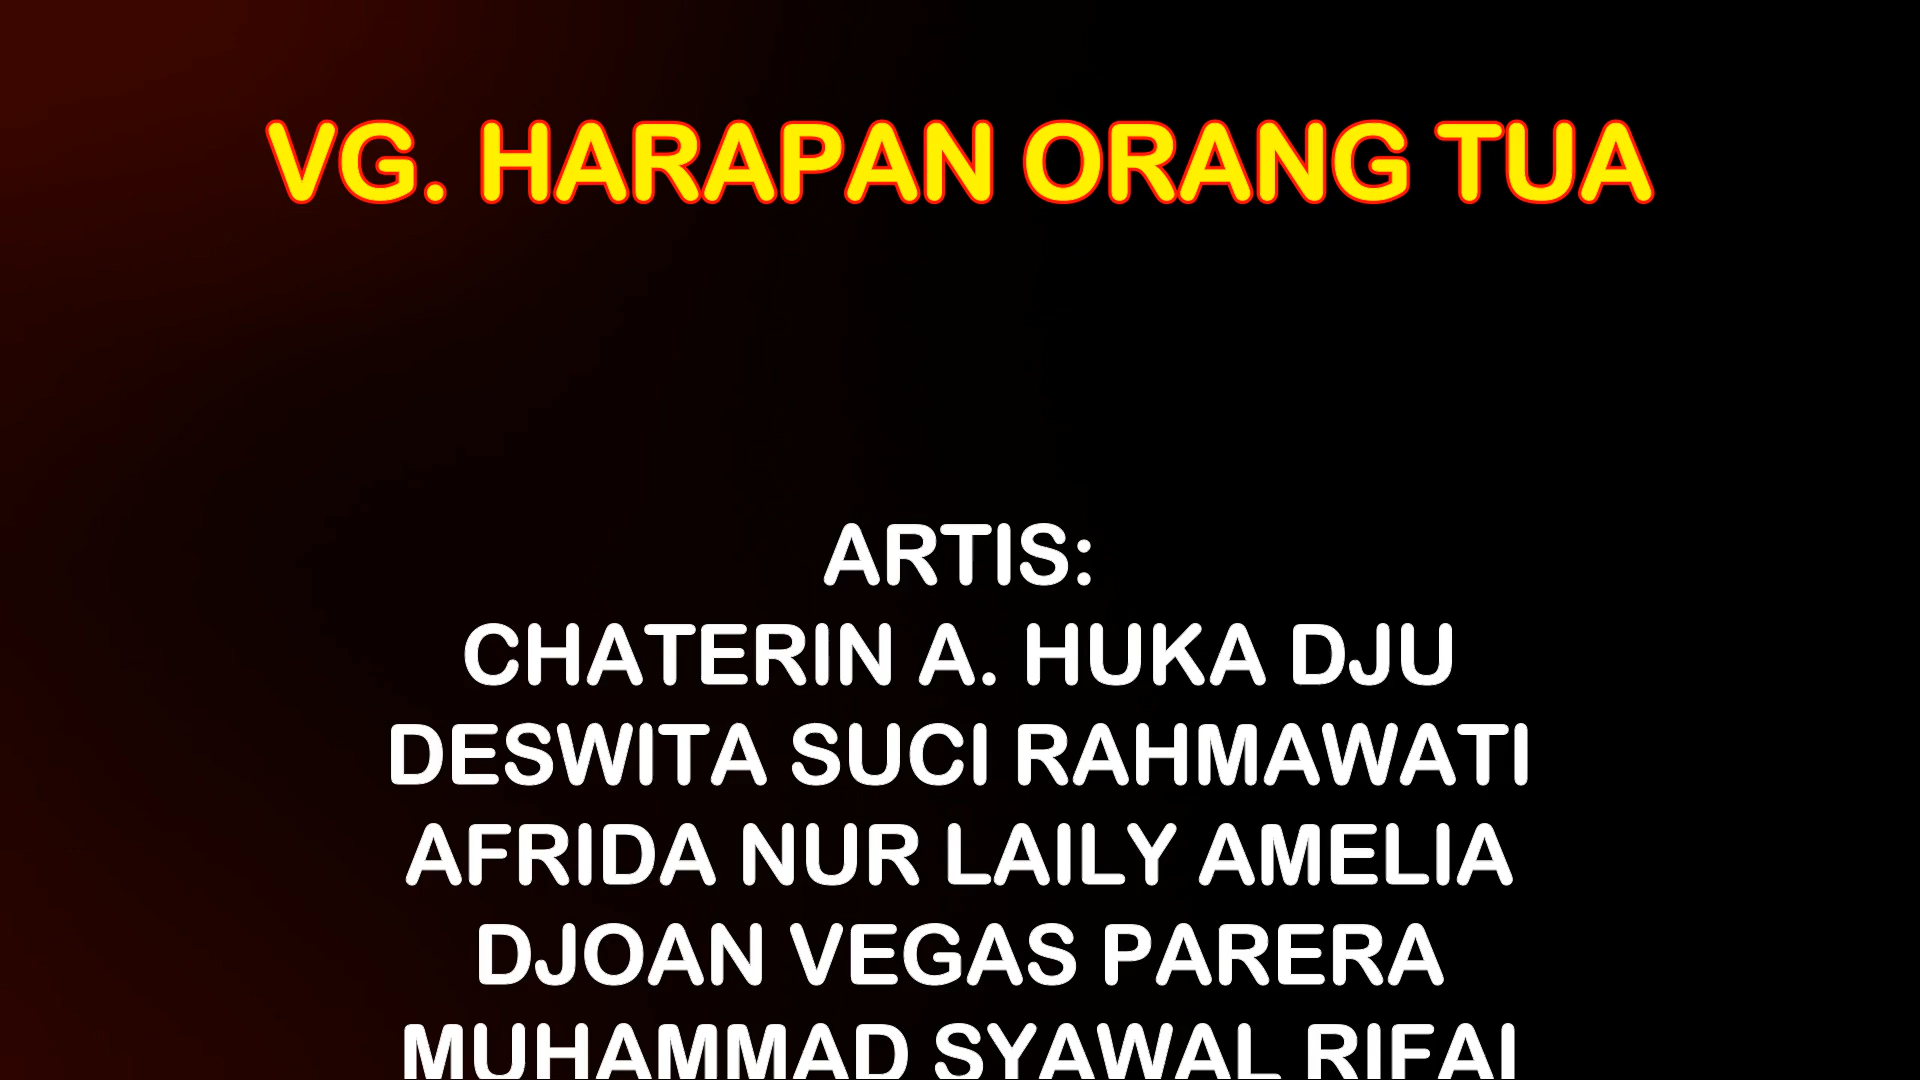 VG. HARAPAN ORANG TUA
ARTIS:
CHATERIN A. HUKA DJU
DESWITA SUCI RAHMAWATI
AFRIDA NUR LAILY AMELIA
DJOAN VEGAS PARERA
MUHAMMAD SYAWAL RIFAI